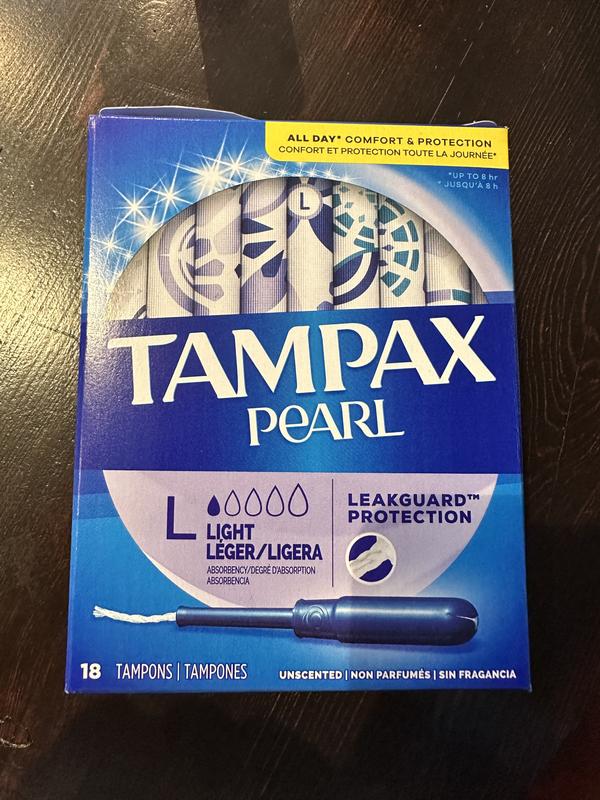 ALL DAY* COMFORT & PROTECTION
CONFORT ET PROTECTION TOUTE LA JOURNÉE*
*UP TO 8 hr
*JUSQU'À 8 h
L
TAMPAX
PEARL
L
LIGHT
LÉGER/LIGERA
ABSORBENCY/DEGRÉ D'ABSORPTION
ABSORBENCIA
LEAKGUARD™
PROTECTION
18 TAMPONS | TAMPONES
UNSCENTED | NON PARFUMÉS | SIN FRAGANCIA